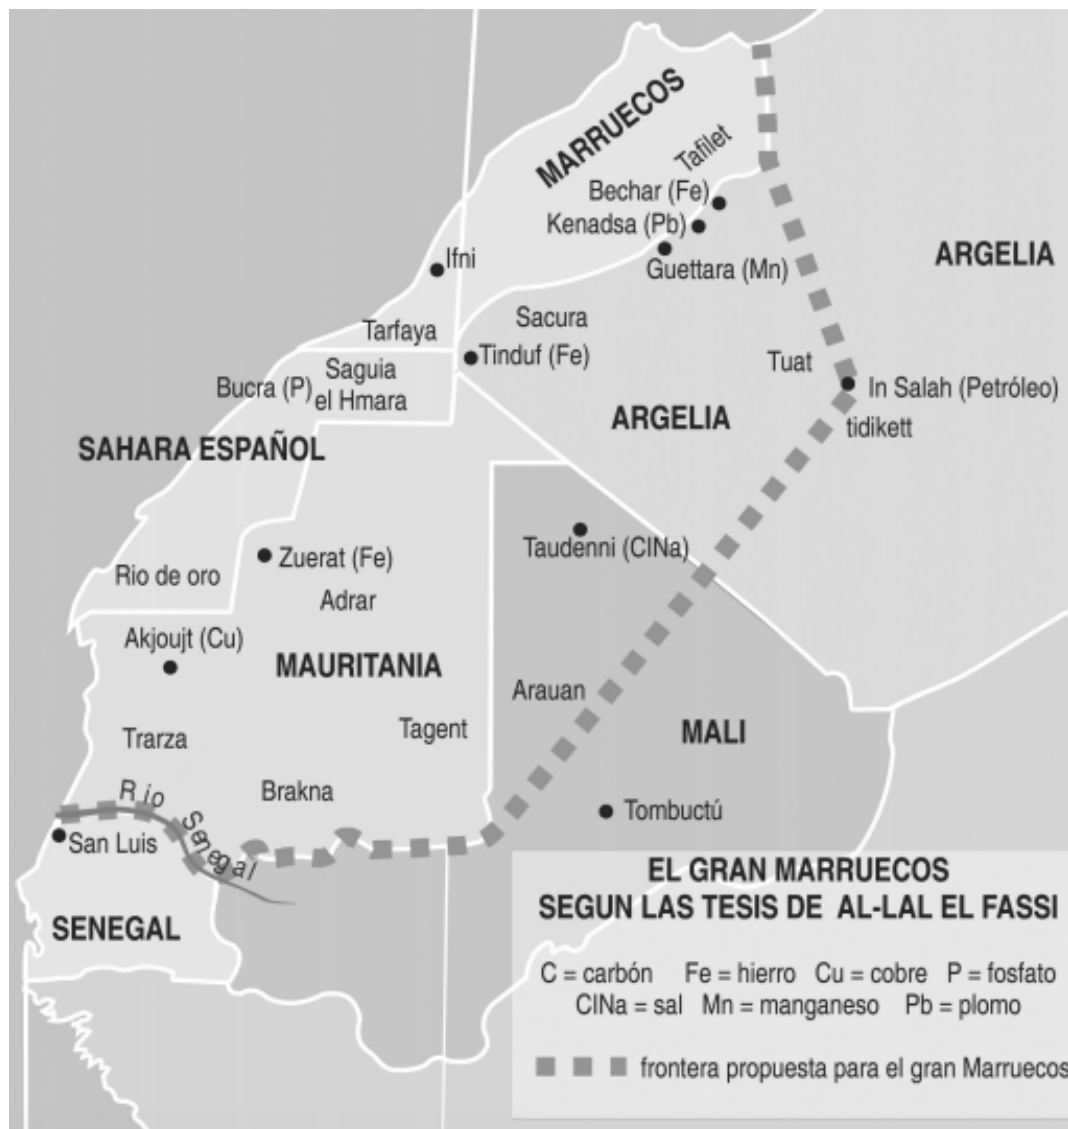 MARRUECOS
Tafilet
Bechar (Fe)
Kenadsa (Pb)
Guettara (Mn)
ARGELIA
Ifni
Sacura
Tarfaya
Tinduf (Fe)
Tuat
Saguia
el Hmara
Bucra (P)
In Salah (Petróleo)
tidikett
ARGELIA
SAHARA ESPAÑOL
Taudenni (ClNa)
Zuerat (Fe)
Rio de oro
Adrar
Akjoujt (Cu)
MAURITANIA
Arauan
Tagent
MALI
Trarza
Rio Senegal
Brakna
Tombuctú
San Luis
SENEGAL
EL GRAN MARRUECOS
SEGUN LAS TESIS DE AL-LAL EL FASSI
C = carbón Fe = hierro Cu = cobre P = fosfato
ClNa = sal Mn = manganeso Pb = plomo
frontera propuesta para el gran Marruecos